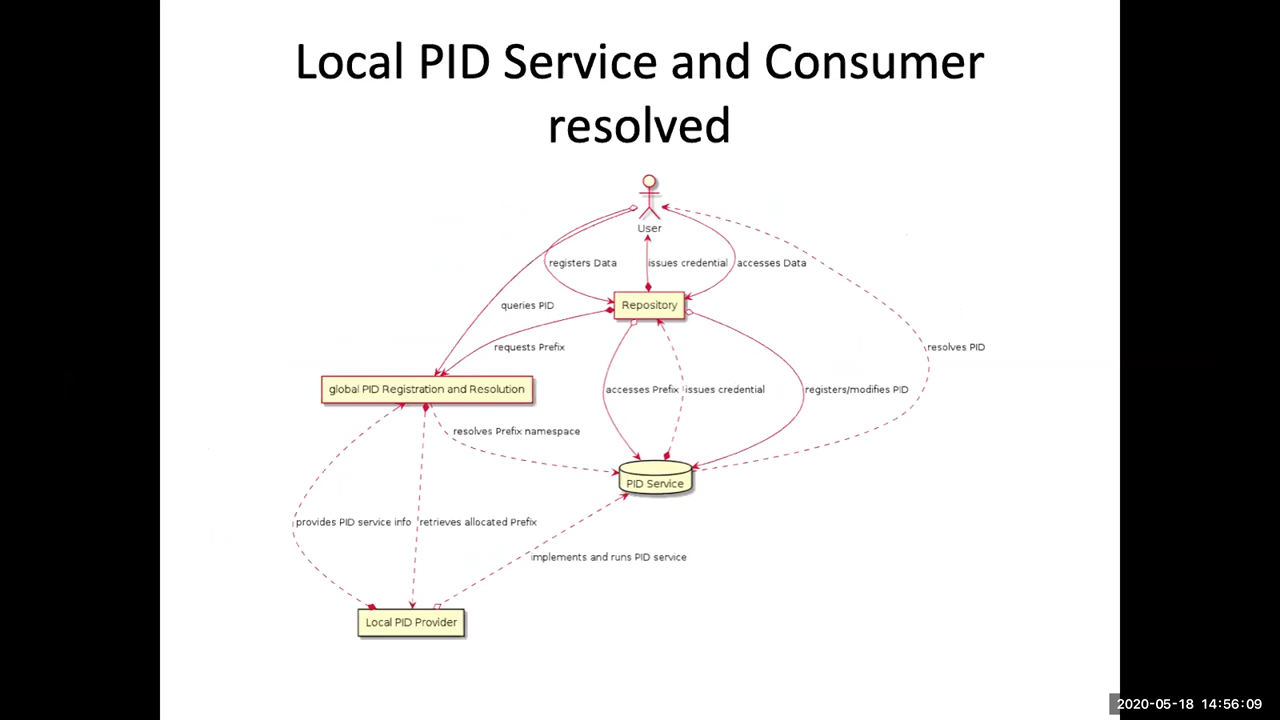 Local PID Service and Consumer
resolved
User
registers Data
issues credential
accesses Data
queries PID
Repository
requests Prefix
resolves PID
global PID Registration and Resolution
accesses Prefix
issues credential
registers/modifies PID
resolves Prefix namespace
PID Service
provides PID service info
retrieves allocated Prefix
implements and runs PID service
Local PID Provider
2020-05-18 14:56:09